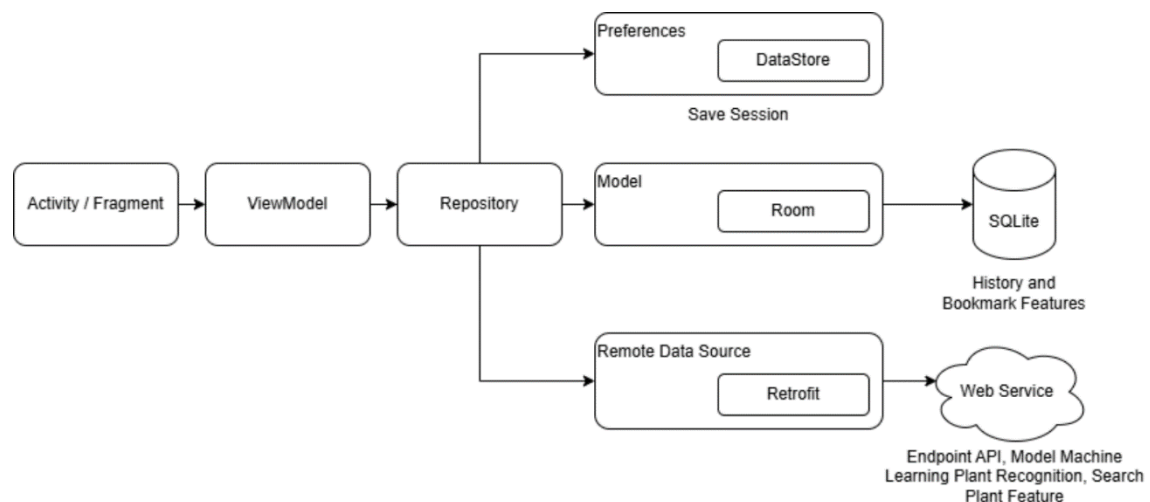 Preferences
DataStore
Save Session
Activity / Fragment
ViewModel
Repository
Model
Room
SQLite
History and
Bookmark Features
Remote Data Source
Retrofit
Web Service
Endpoint API, Model Machine
Learning Plant Recognition, Search
Plant Feature